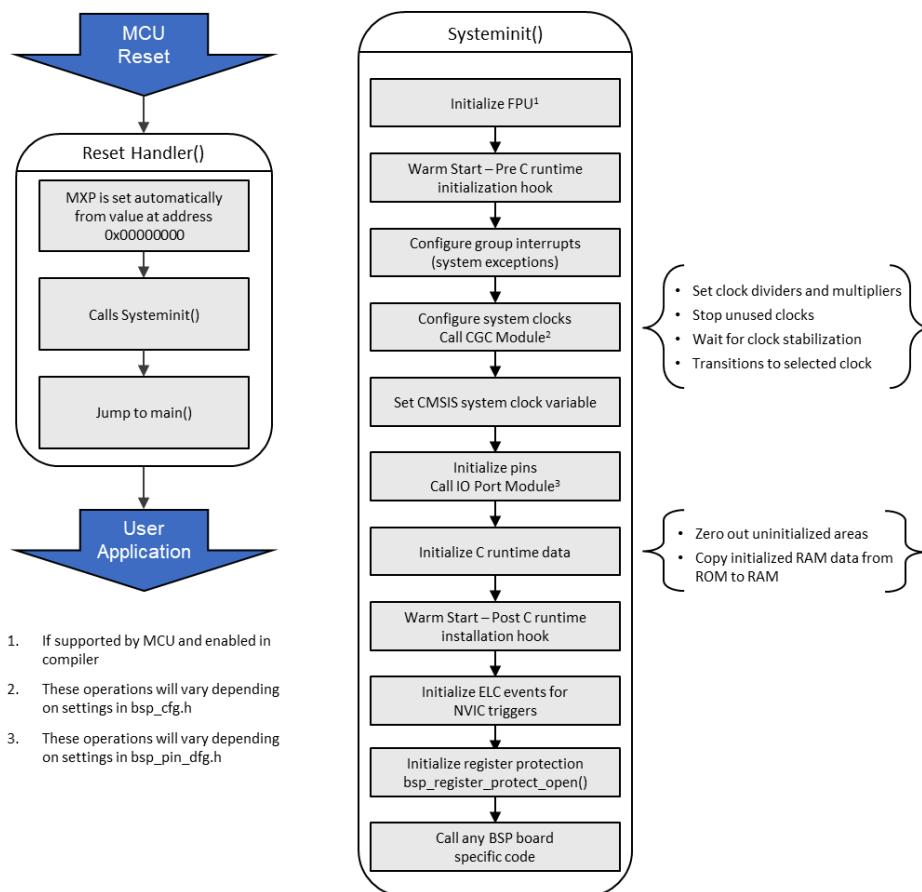 MCU
Reset
Reset Handler()
MXP is set automatically
from value at address
0x00000000
Calls Systeminit()
Jump to main()
User
Application
1. If supported by MCU and enabled in
compiler
2. These operations will vary depending
on settings in bsp_cfg.h
3. These operations will vary depending
on settings in bsp_pin_dfg.h
Systeminit()
Initialize FPU¹
Warm Start – Pre C runtime
initialization hook
Configure group interrupts
(system exceptions)
Configure system clocks
Call CGC Module²
• Set clock dividers and multipliers
• Stop unused clocks
• Wait for clock stabilization
• Transitions to selected clock
Set CMSIS system clock variable
Initialize pins
Call IO Port Module³
Initialize C runtime data
• Zero out uninitialized areas
• Copy initialized RAM data from
ROM to RAM
Warm Start – Post C runtime
installation hook
Initialize ELC events for
NVIC triggers
Initialize register protection
bsp_register_protect_open()
Call any BSP board
specific code